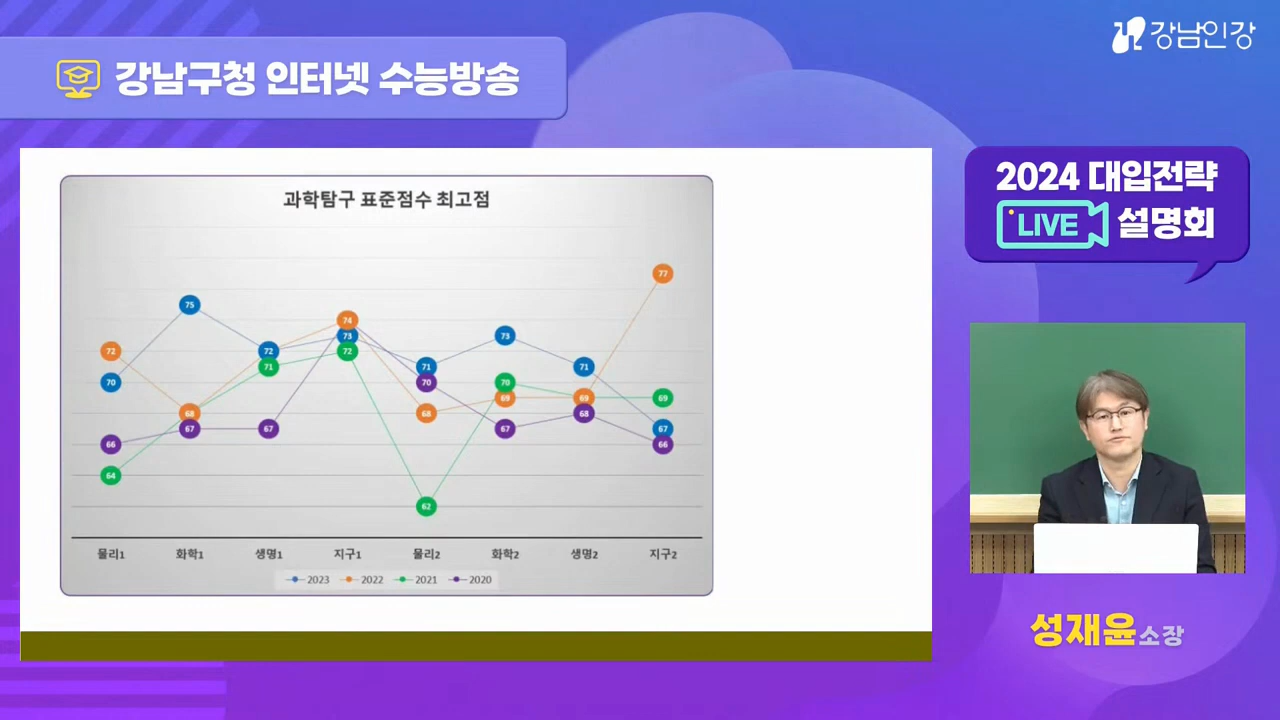 강남인강
강남구청 인터넷 수능방송
2024 대입전략
LIVE 설명회
과학탐구 표준점수 최고점
77
75
74
72 72 73 73
71 72 71 71
70 70 70
68 68 69 69 69
67 67 68 67 68 67
66 66
64
62
물리1 화학1 생명1 지구1 물리2 화학2 생명2 지구2
2023 2022 2021 2020
성재윤소장